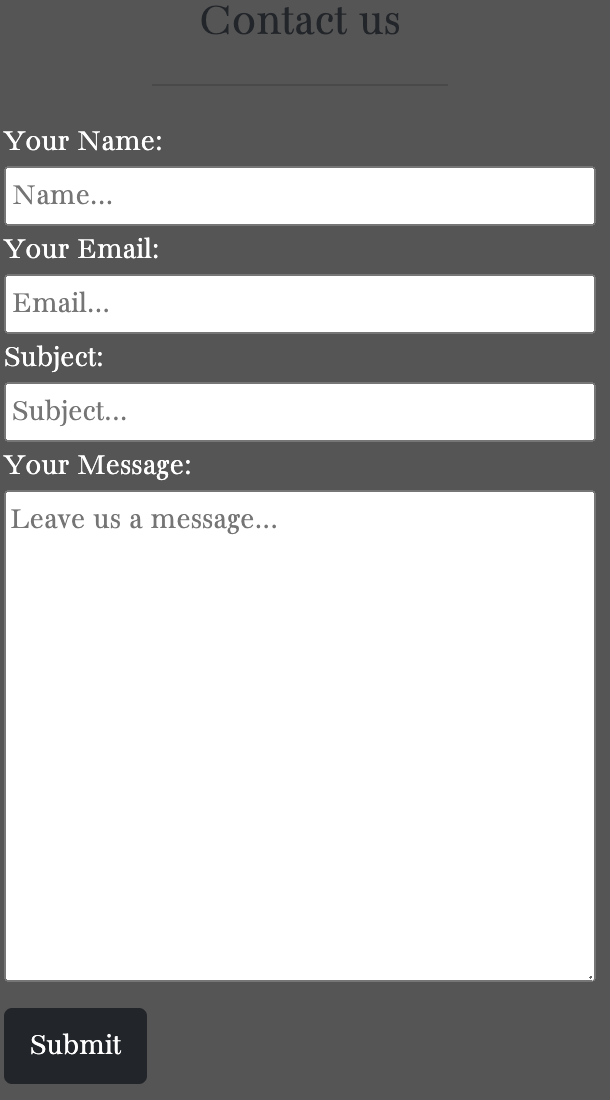 Contact us
Your Name:
Name...
Your Email:
Email...
Subject:
Subject...
Your Message:
Leave us a message...
Submit